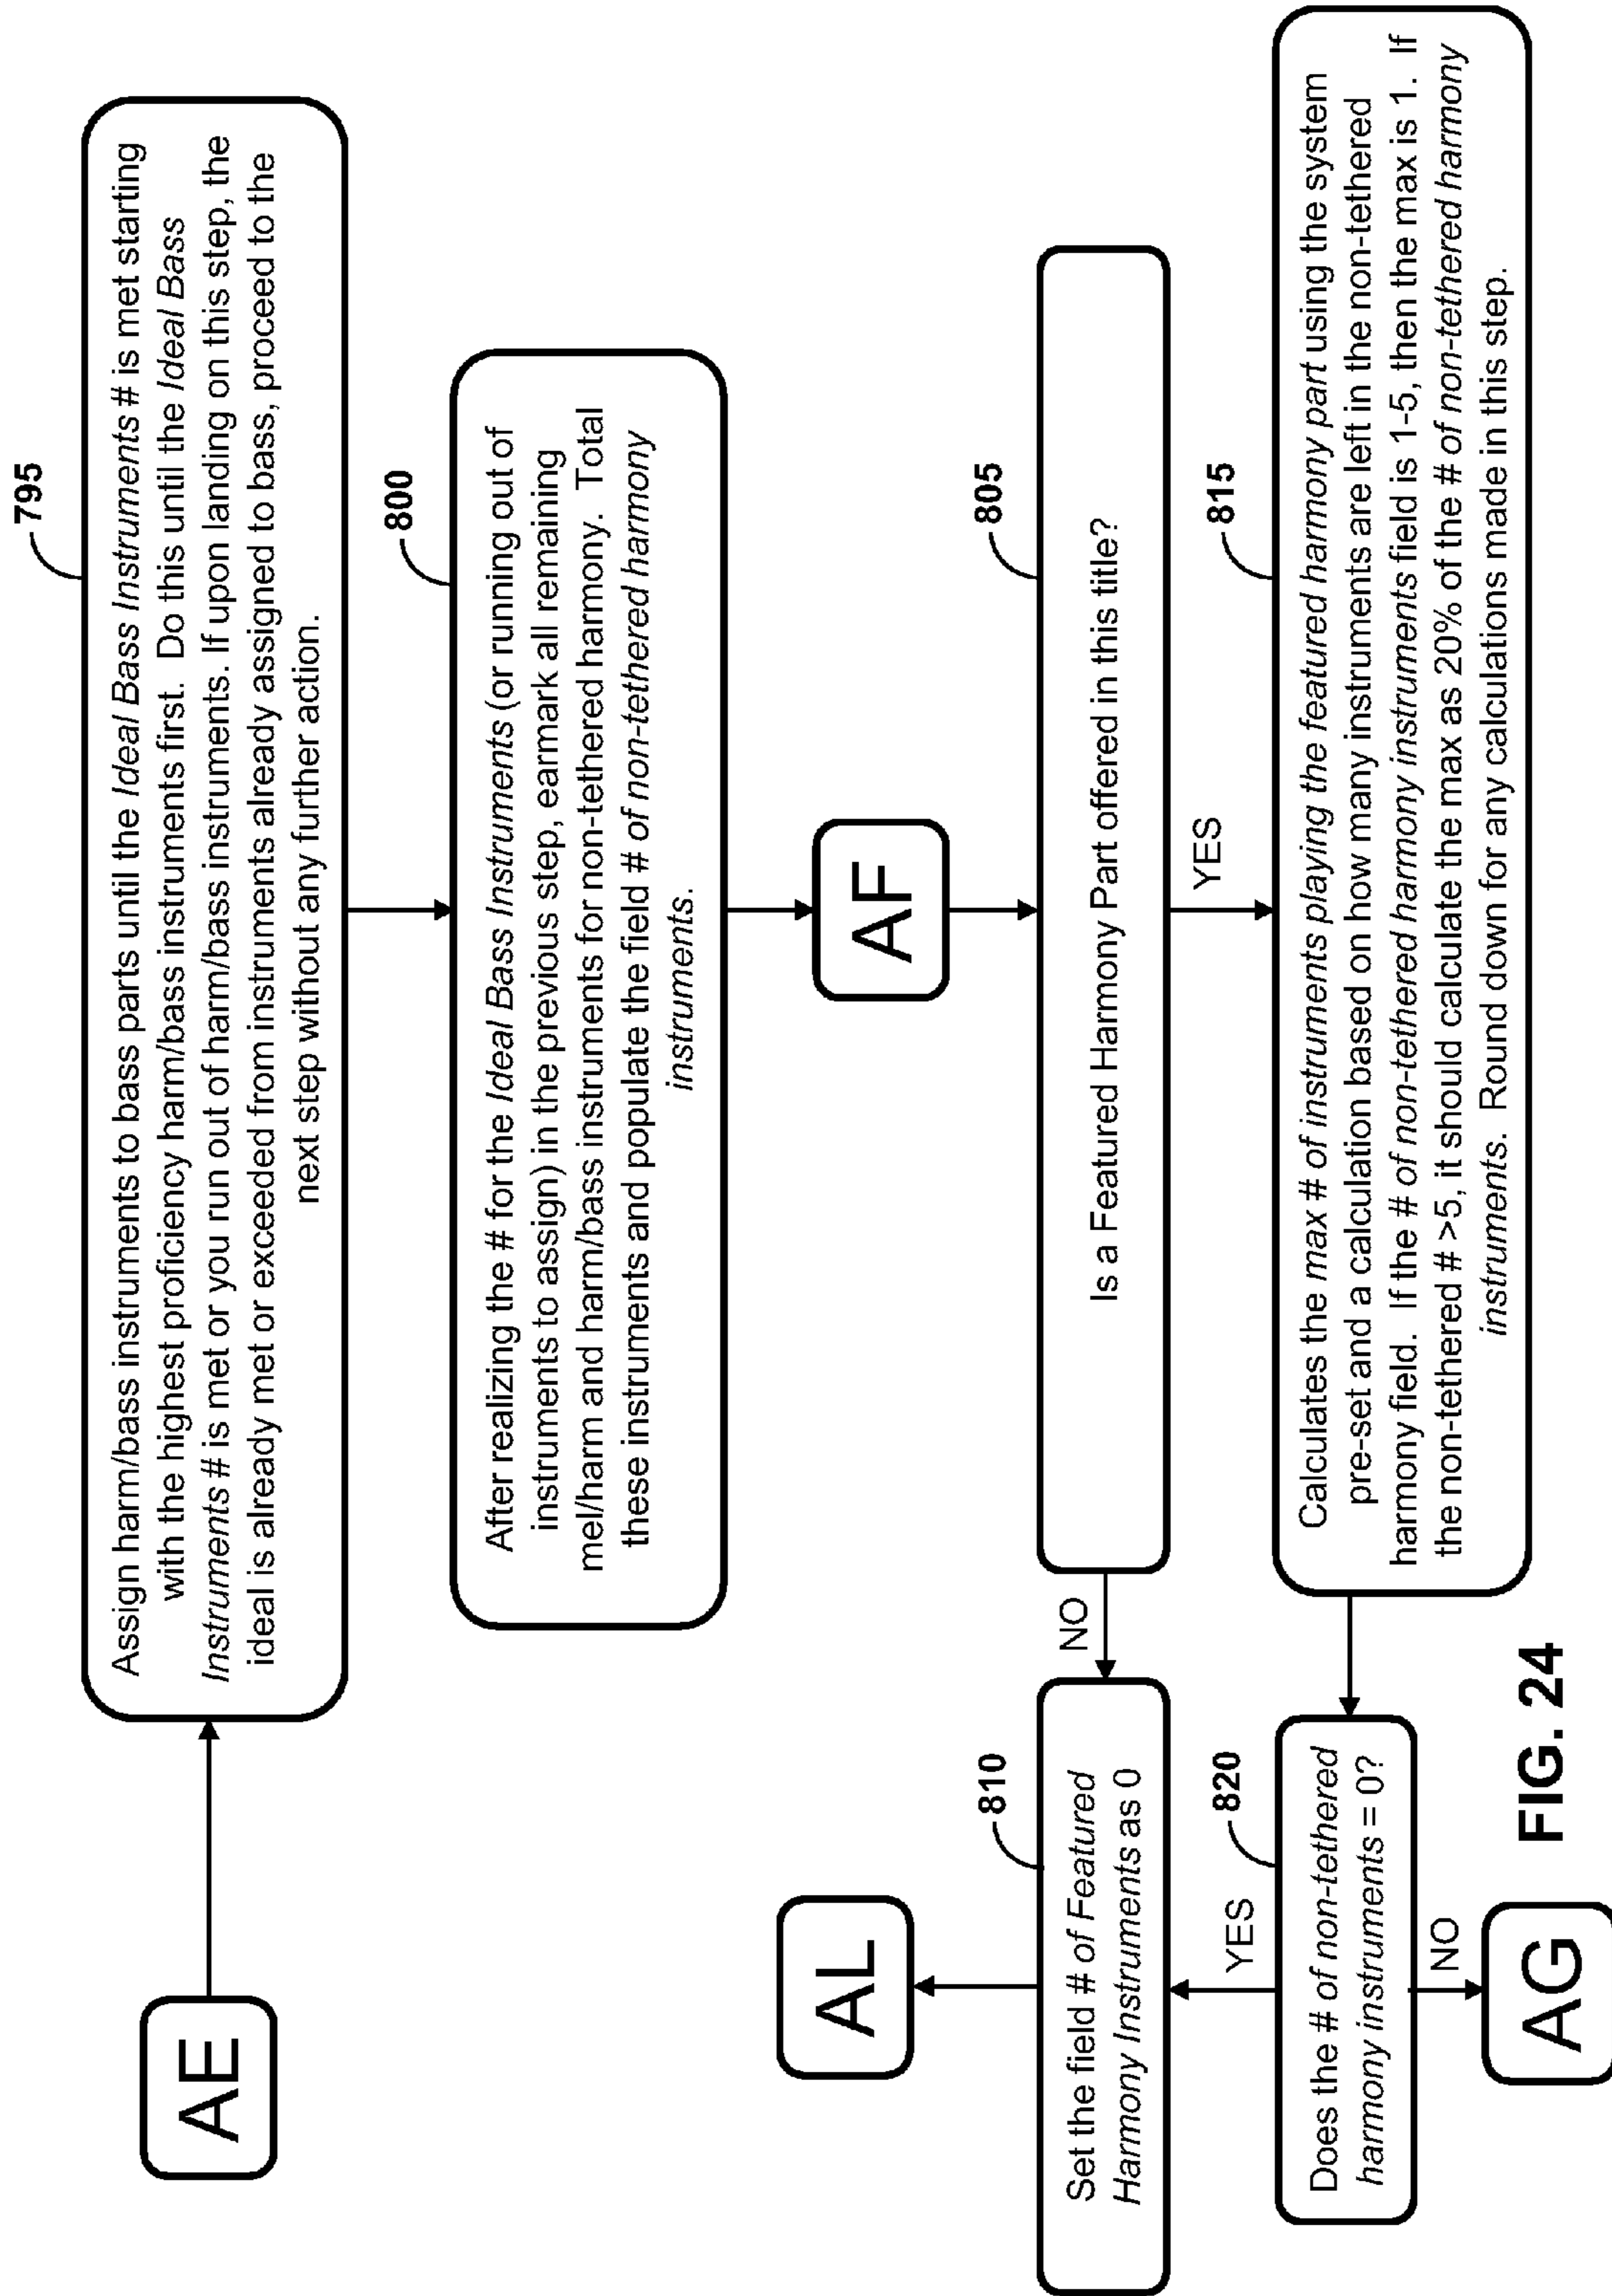 AE
795
Assign harm/bass instruments to bass parts until the Ideal Bass Instruments # is met starting
with the highest proficiency harm/bass instruments first.  Do this until the Ideal Bass
Instruments # is met or you run out of harm/bass instruments. If upon landing on this step, the
ideal is already met or exceeded from instruments already assigned to bass, proceed to the
next step without any further action.
800
After realizing the # for the Ideal Bass Instruments (or running out of
instruments to assign) in the previous step, earmark all remaining
mel/harm and harm/bass instruments for non-tethered harmony.  Total
these instruments and populate the field # of non-tethered harmony
instruments.
AF
805
Is a Featured Harmony Part offered in this title?
NO
YES
AL
810
Set the field # of Featured
Harmony Instruments as 0
815
Calculates the max # of instruments playing the featured harmony part using the system
pre-set and a calculation based on how many instruments are left in the non-tethered
harmony field.  If the # of non-tethered harmony instruments field is 1-5, then the max is 1.  If
the non-tethered # >5, it should calculate the max as 20% of the # of non-tethered harmony
instruments.  Round down for any calculations made in this step.
820
Does the # of non-tethered
harmony instruments = 0?
YES
NO
AG
FIG. 24